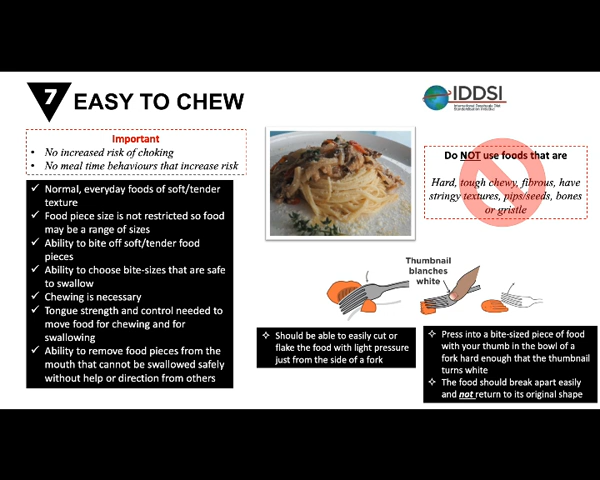 7 EASY TO CHEW
IDDSI
International Dysphagia Diet
Standardisation Initiative
Important
• No increased risk of choking
• No meal time behaviours that increase risk
✓ Normal, everyday foods of soft/tender
texture
✓ Food piece size is not restricted so food
may be a range of sizes
✓ Ability to bite off soft/tender food
pieces
✓ Ability to choose bite-sizes that are safe
to swallow
✓ Chewing is necessary
✓ Tongue strength and control needed to
move food for chewing and for
swallowing
✓ Ability to remove food pieces from the
mouth that cannot be swallowed safely
without help or direction from others
Do NOT use foods that are
Hard, tough chewy, fibrous, have
stringy textures, pips/seeds, bones
or gristle
Thumbnail
blanches
white
✧ Should be able to easily cut or
flake the food with light pressure
just from the side of a fork
✧ Press into a bite-sized piece of food
with your thumb in the bowl of a
fork hard enough that the thumbnail
turns white
✧ The food should break apart easily
and not return to its original shape